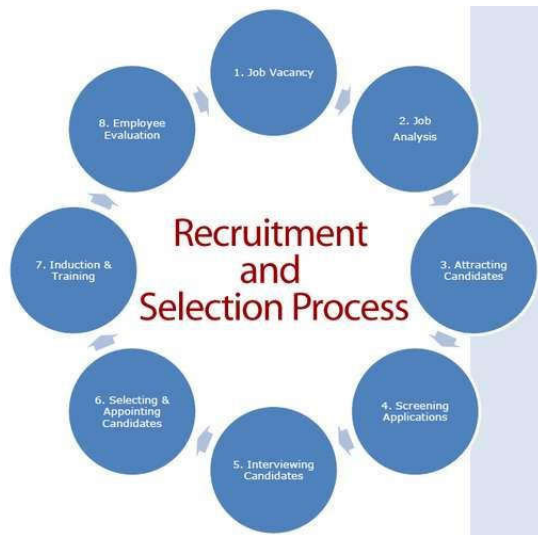 1. Job Vacancy
2. Job
Analysis
3. Attracting
Candidates
4. Screening
Applications
5. Interviewing
Candidates
6. Selecting &
Appointing
Candidates
7. Induction &
Training
8. Employee
Evaluation
Recruitment
and
Selection Process